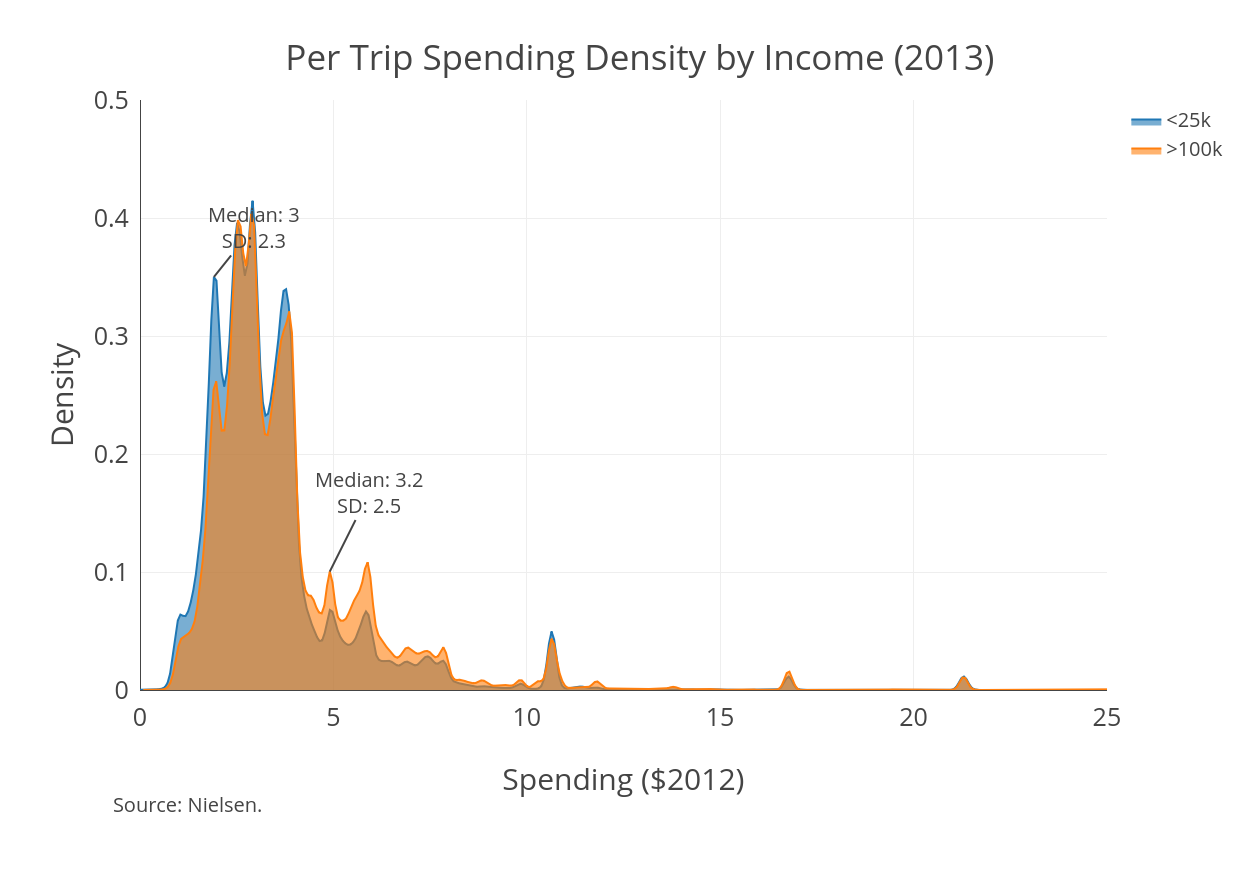 Per Trip Spending Density by Income (2013)
0.5
<25k
>100k
Median: 3
SD: 2.3
0.4
0.3
Density
0.2
Median: 3.2
SD: 2.5
0.1
0
0 5 10 15 20 25
Spending ($2012)
Source: Nielsen.